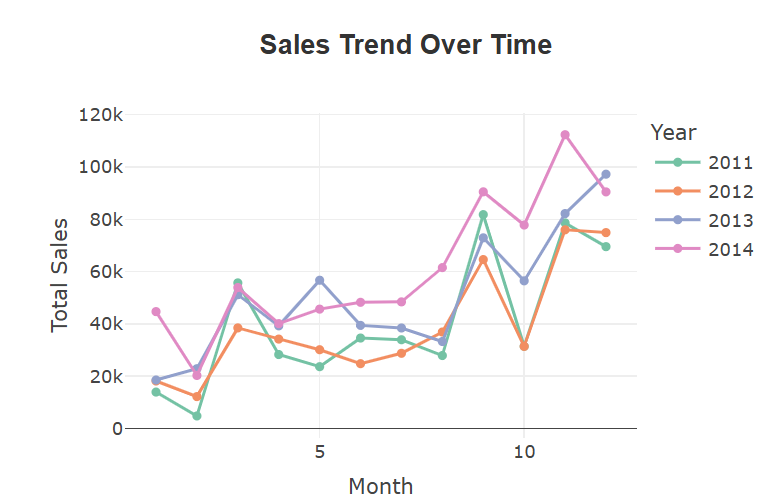 Sales Trend Over Time
120k
100k
80k
60k
40k
20k
0
Total Sales
5
10
Month
Year
2011
2012
2013
2014